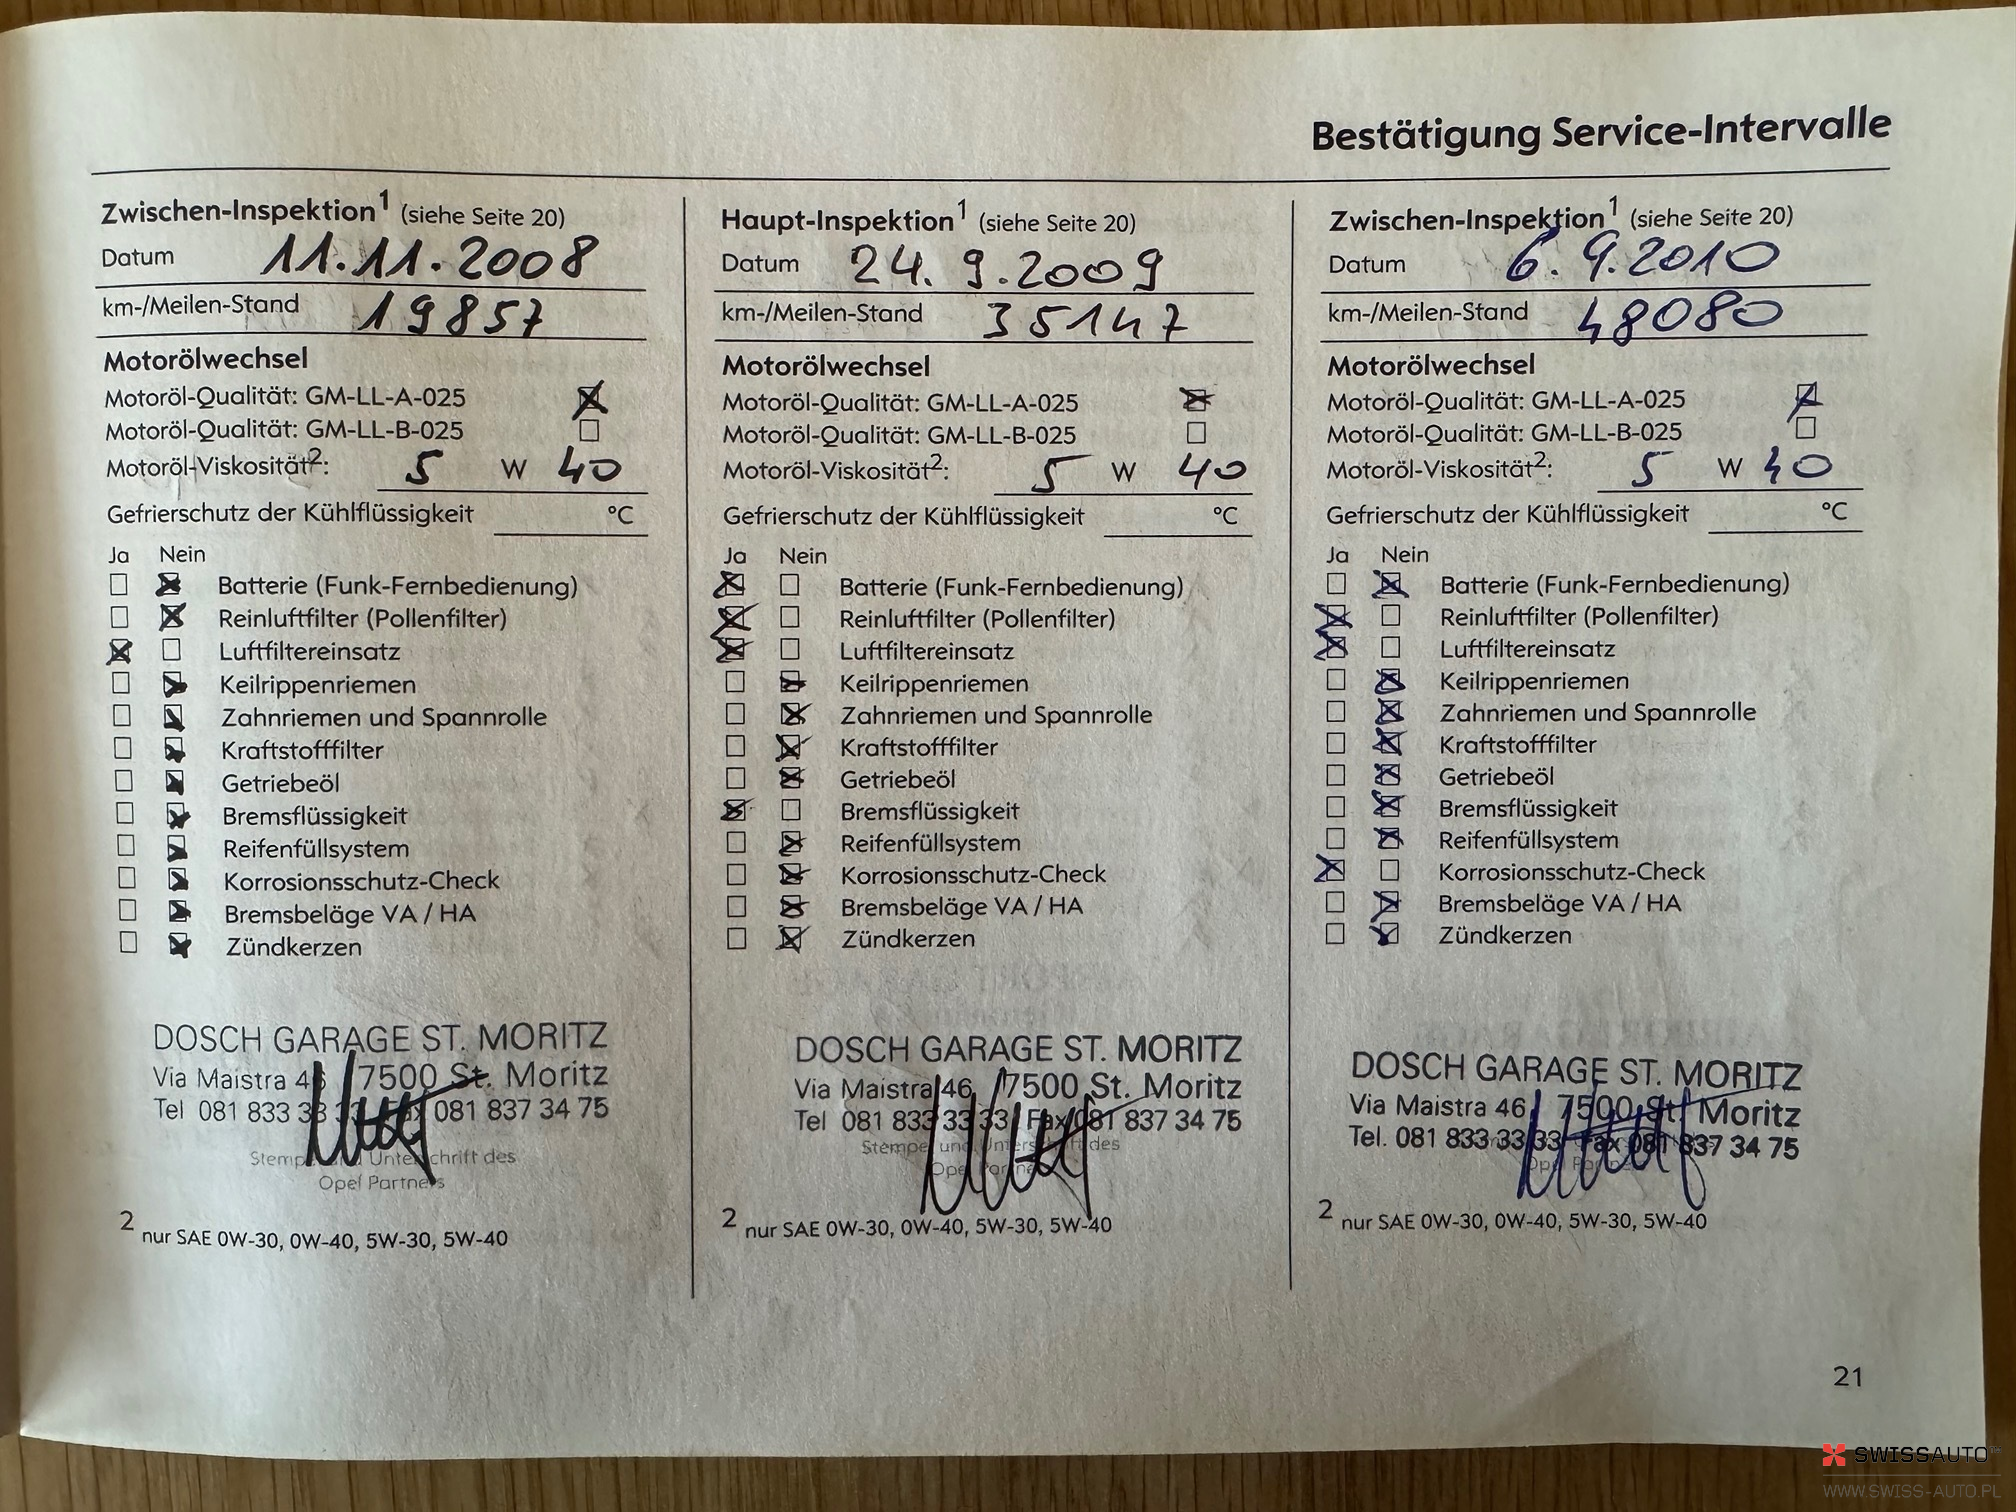 Bestätigung Service-Intervalle
Zwischen-Inspektion¹ (siehe Seite 20)
Datum 11.11.2008
km-/Meilen-Stand 19857
Motorölwechsel
Motoröl-Qualität: GM-LL-A-025
Motoröl-Qualität: GM-LL-B-025
Motoröl-Viskosität²: 5 W 40
Gefrierschutz der Kühlflüssigkeit °C
Ja Nein
Batterie (Funk-Fernbedienung)
Reinluftfilter (Pollenfilter)
Luftfiltereinsatz
Keilrippenriemen
Zahnriemen und Spannrolle
Kraftstofffilter
Getriebeöl
Bremsflüssigkeit
Reifenfüllsystem
Korrosionsschutz-Check
Bremsbeläge VA / HA
Zündkerzen
DOSCH GARAGE ST. MORITZ
Via Maistra 46 7500 St. Moritz
Tel 081 833 33 33 Fax 081 837 34 75
Stempel und Unterschrift des
Opel Partners
2 nur SAE 0W-30, 0W-40, 5W-30, 5W-40
Haupt-Inspektion¹ (siehe Seite 20)
Datum 24.9.2009
km-/Meilen-Stand 35147
Motorölwechsel
Motoröl-Qualität: GM-LL-A-025
Motoröl-Qualität: GM-LL-B-025
Motoröl-Viskosität²: 5 W 40
Gefrierschutz der Kühlflüssigkeit °C
Ja Nein
Batterie (Funk-Fernbedienung)
Reinluftfilter (Pollenfilter)
Luftfiltereinsatz
Keilrippenriemen
Zahnriemen und Spannrolle
Kraftstofffilter
Getriebeöl
Bremsflüssigkeit
Reifenfüllsystem
Korrosionsschutz-Check
Bremsbeläge VA / HA
Zündkerzen
DOSCH GARAGE ST. MORITZ
Via Maistra 46 7500 St. Moritz
Tel 081 833 33 33 Fax 081 837 34 75
Stempel und Unterschrift des
Opel Partners
2 nur SAE 0W-30, 0W-40, 5W-30, 5W-40
Zwischen-Inspektion¹ (siehe Seite 20)
Datum 6.9.2010
km-/Meilen-Stand 48080
Motorölwechsel
Motoröl-Qualität: GM-LL-A-025
Motoröl-Qualität: GM-LL-B-025
Motoröl-Viskosität²: 5 W 40
Gefrierschutz der Kühlflüssigkeit °C
Ja Nein
Batterie (Funk-Fernbedienung)
Reinluftfilter (Pollenfilter)
Luftfiltereinsatz
Keilrippenriemen
Zahnriemen und Spannrolle
Kraftstofffilter
Getriebeöl
Bremsflüssigkeit
Reifenfüllsystem
Korrosionsschutz-Check
Bremsbeläge VA / HA
Zündkerzen
DOSCH GARAGE ST. MORITZ
Via Maistra 46 7500 St. Moritz
Tel. 081 833 33 33 Fax 081 837 34 75
Opel Partners
2 nur SAE 0W-30, 0W-40, 5W-30, 5W-40
21
SWISSAUTO
WWW.SWISS-AUTO.PL